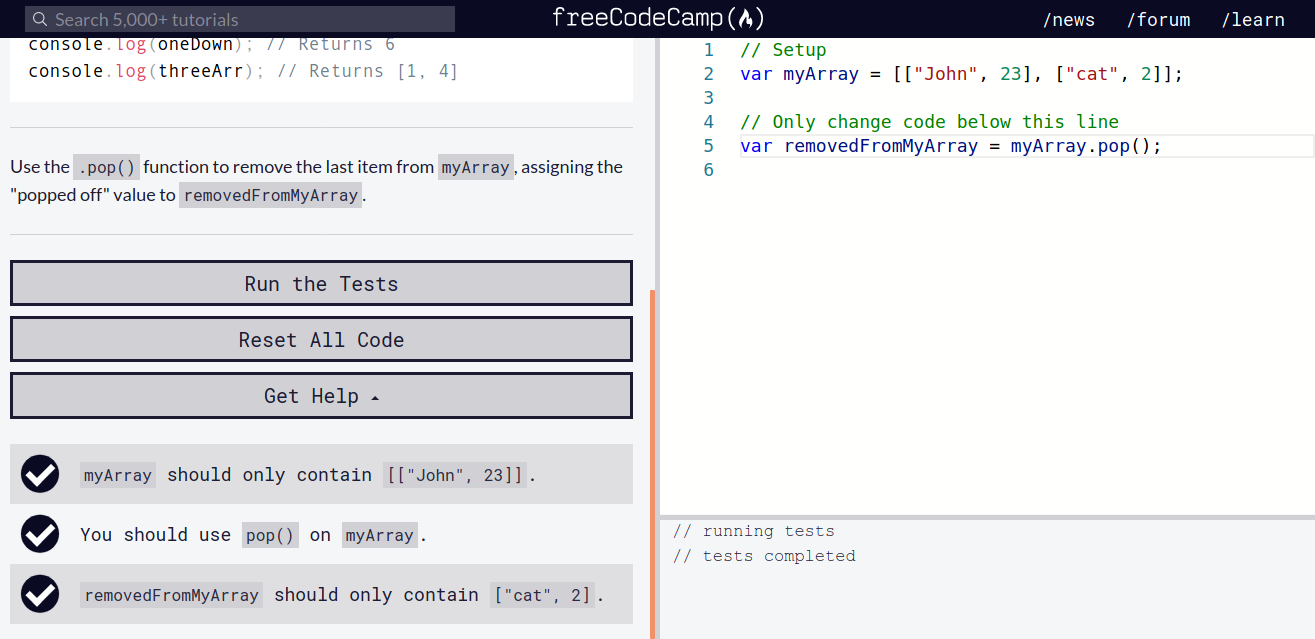 Search 5,000+ tutorials
freeCodeCamp(🔥)
/news /forum /learn
console.log(oneDown); // Returns 6
console.log(threeArr); // Returns [1, 4]
Use the .pop() function to remove the last item from myArray, assigning the
"popped off" value to removedFromMyArray.
Run the Tests
Reset All Code
Get Help
myArray should only contain [["John", 23]].
You should use pop() on myArray.
removedFromMyArray should only contain ["cat", 2].
1 // Setup
2 var myArray = [["John", 23], ["cat", 2]];
3
4 // Only change code below this line
5 var removedFromMyArray = myArray.pop();
6
// running tests
// tests completed